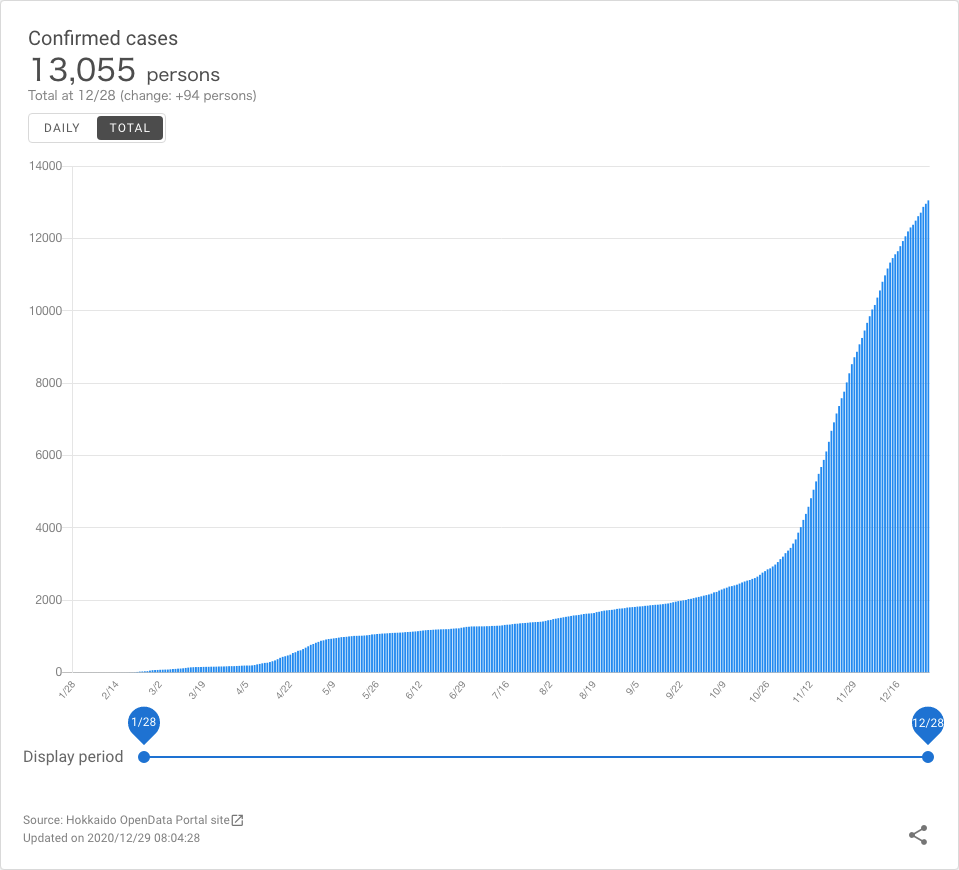 Confirmed cases
13,055 persons
Total at 12/28 (change: +94 persons)
DAILY TOTAL
14000
12000
10000
8000
6000
4000
2000
0
1/28 2/14 3/2 3/19 4/5 4/22 5/9 5/26 6/12 6/29 7/16 8/2 8/19 9/5 9/22 10/9 10/26 11/12 11/29 12/16
1/28 12/28
Display period
Source: Hokkaido OpenData Portal site
Updated on 2020/12/29 08:04:28